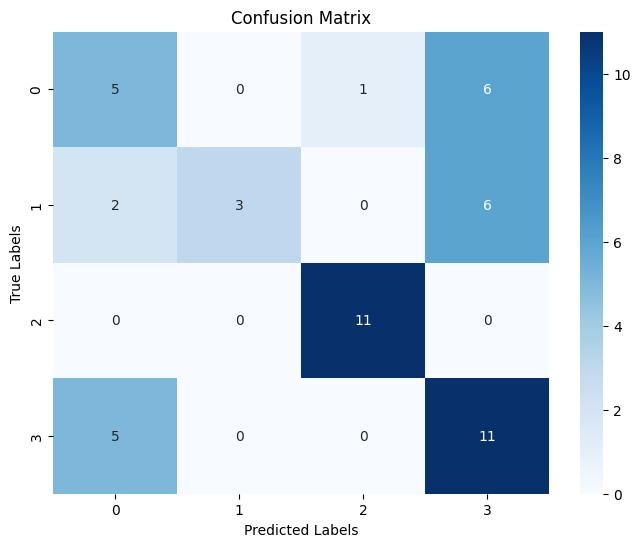 Confusion Matrix
True Labels
0 5 0 1 6
1 2 3 0 6
2 0 0 11 0
3 5 0 0 11
0 1 2 3
Predicted Labels
10
8
6
4
2
0